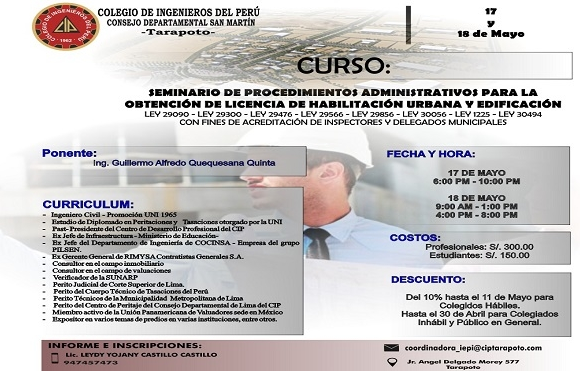 COLEGIO DE INGENIEROS DEL PERÚ
1962
COLEGIO DE INGENIEROS DEL PERÚ
CONSEJO DEPARTAMENTAL SAN MARTÍN
-Tarapoto-
17
y
18 de Mayo
CURSO:
SEMINARIO DE PROCEDIMIENTOS ADMINISTRATIVOS PARA LA
OBTENCIÓN DE LICENCIA DE HABILITACIÓN URBANA Y EDIFICACIÓN
LEY 29090 - LEY 29300 - LEY 29476 - LEY 29566 - LEY 29856 - LEY 30056 - LEY 1225 - LEY 30494
CON FINES DE ACREDITACIÓN DE INSPECTORES Y DELEGADOS MUNICIPALES
Ponente:
Ing. Guillermo Alfredo Quequesana Quinta
CURRICULUM:
- Ingeniero Civil - Promoción UNI 1965
- Estudio de Diplomado en Peritaciones y Tasaciones otorgado por la UNI
- Past- Presidente del Centro de Desarrollo Profesional del CIP
- Ex Jefe de Infraestructura - Ministerio de Educación-
- Ex Jefe del Departamento de Ingeniería de COCINSA - Empresa del grupo
PILSEN.
- Ex Gerente General de RIMYSA Contratistas Generales S.A.
- Consultor en el campo inmobiliario
- Consultor en el campo de valuaciones
- Verificador de la SUNARP
- Perito Judicial de Corte Superior de Lima.
- Perito del Cuerpo Técnico de Tasaciones del Perú
- Perito Técnicos de la Municipalidad Metropolitana de Lima
- Perito del Centro de Peritaje del Consejo Departamental de Lima del CIP
- Miembro activo de la Unión Panamericana de Valuadores sede en México
- Expositor en varios temas de predios en varias instituciones, entre otros.
FECHA Y HORA:
17 DE MAYO
6:00 PM - 10:00 PM
18 DE MAYO
9:00 AM - 1:00 PM
4:00 PM - 8:00 PM
COSTOS:
Profesionales: S/. 300.00
Estudiantes: S/. 150.00
DESCUENTO:
Del 10% hasta el 11 de Mayo para
Colegidos Hábiles.
Hasta el 30 de Abril para Colegiados
Inhábil y Público en General.
INFORME E INSCRIPCIONES:
Lic. LEYDY YOJANY CASTILLO CASTILLO
947457473
coordinadora_iepi@ciptarapoto.com
Jr. Angel Delgado Morey 577
Tarapoto